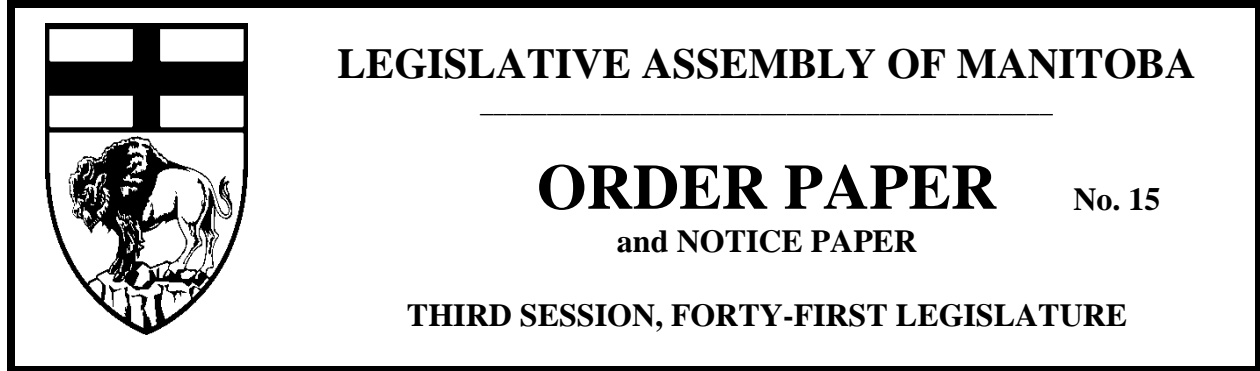 LEGISLATIVE ASSEMBLY OF MANITOBA
ORDER PAPER No. 15
and NOTICE PAPER
THIRD SESSION, FORTY-FIRST LEGISLATURE